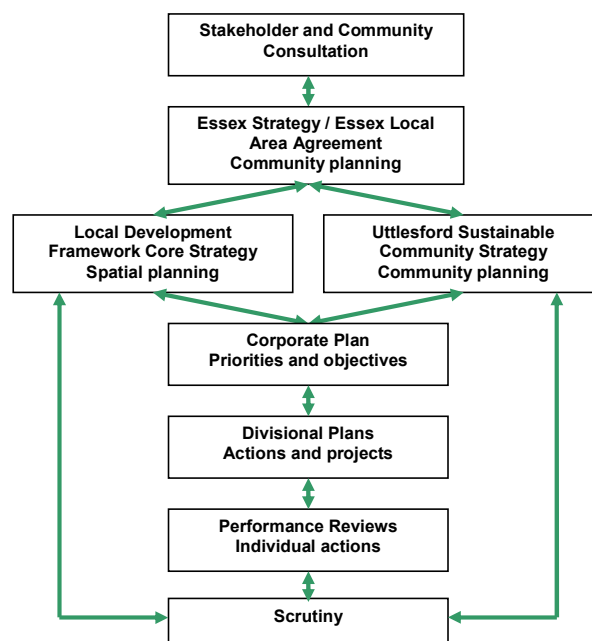 Stakeholder and Community
Consultation
Essex Strategy / Essex Local
Area Agreement
Community planning
Local Development
Framework Core Strategy
Spatial planning
Uttlesford Sustainable
Community Strategy
Community planning
Corporate Plan
Priorities and objectives
Divisional Plans
Actions and projects
Performance Reviews
Individual actions
Scrutiny